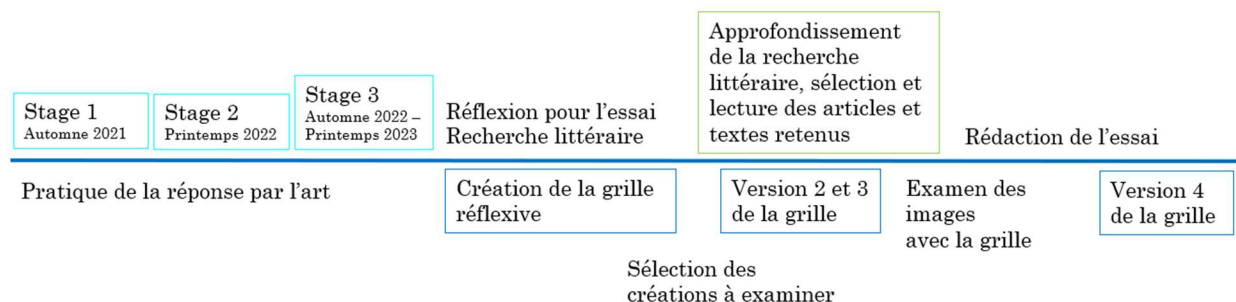 Stage 1
Automne 2021
Stage 2
Printemps 2022
Stage 3
Automne 2022 –
Printemps 2023
Réflexion pour l’essai
Recherche littéraire
Approfondissement
de la recherche
littéraire, sélection et
lecture des articles et
textes retenus
Rédaction de l’essai
Pratique de la réponse par l’art
Création de la grille
réflexive
Version 2 et 3
de la grille
Examen des
images
avec la grille
Version 4
de la grille
Sélection des
créations à examiner